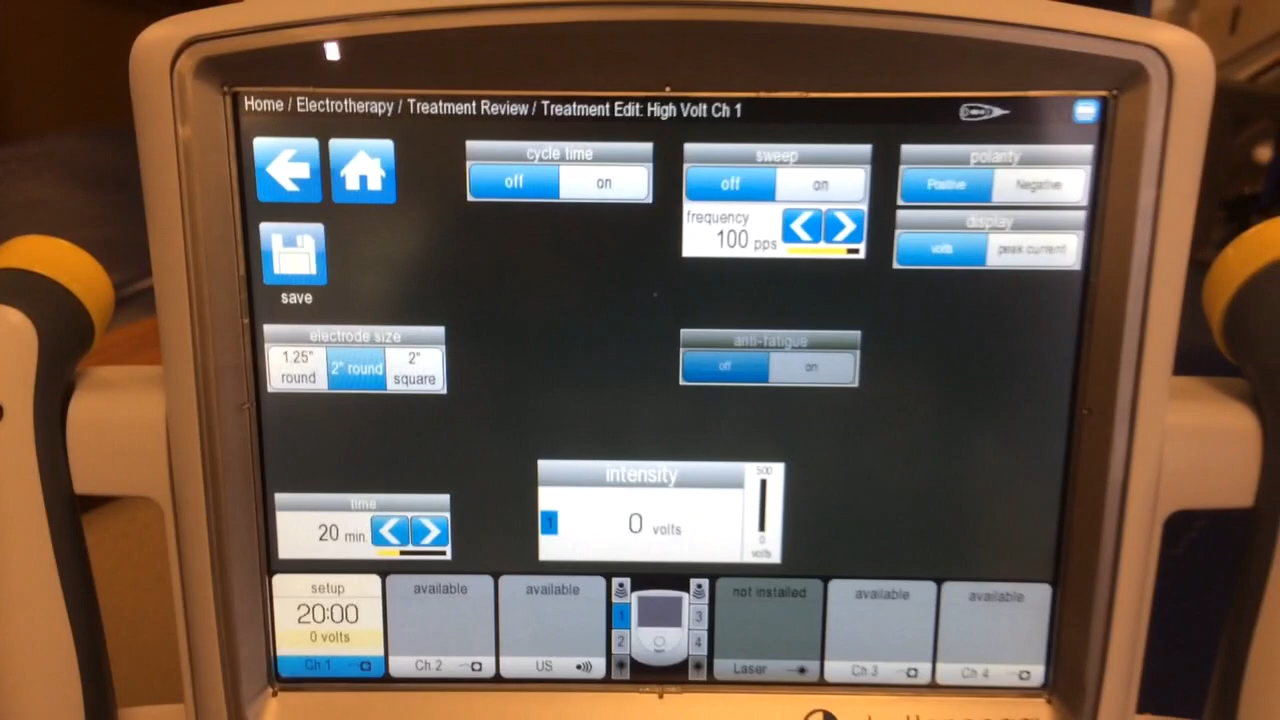 Home / Electrotherapy / Treatment Review / Treatment Edit: High Volt Ch 1
cycle time
off on
sweep
off on
frequency
100 pps
polarity
Positive Negative
display
volts peak current
save
electrode size
1.25" round
2" round
2" square
anti-fatigue
off on
intensity
1
0 volts
500
0
volts
time
20 min.
setup
20:00
0 volts
Ch 1
available
Ch 2
available
US
1
2
3
4
not installed
Laser
available
Ch 3
available
Ch 4